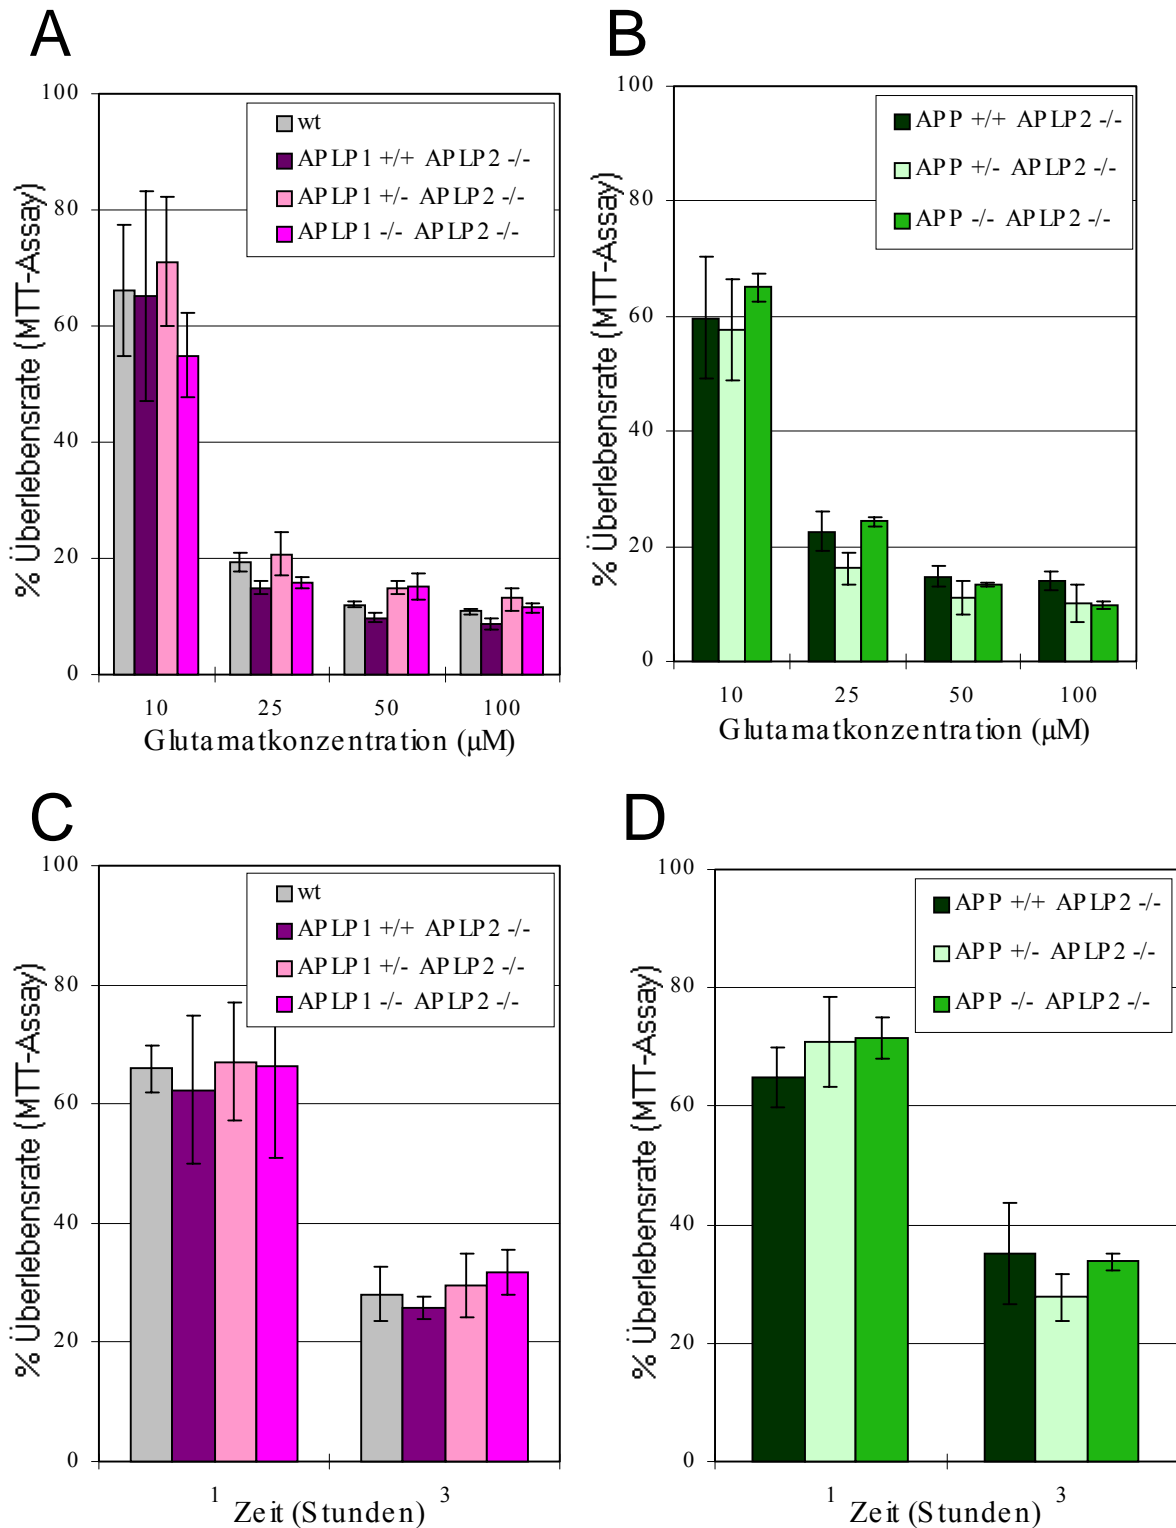 A
% Überlebensrate (MTT-Assay)
100
80
60
40
20
0
wt
APLP1 +/+ APLP2 -/-
APLP1 +/- APLP2 -/-
APLP1 -/- APLP2 -/-
10 25 50 100
Glutamatkonzentration (µM)
B
% Überlebensrate (MTT-Assay)
100
80
60
40
20
0
APP +/+ APLP2 -/-
APP +/- APLP2 -/-
APP -/- APLP2 -/-
10 25 50 100
Glutamatkonzentration (µM)
C
% Überlebensrate (MTT-Assay)
100
80
60
40
20
0
wt
APLP1 +/+ APLP2 -/-
APLP1 +/- APLP2 -/-
APLP1 -/- APLP2 -/-
1 3
Zeit (Stunden)
D
% Überlebensrate (MTT-Assay)
100
80
60
40
20
0
APP +/+ APLP2 -/-
APP +/- APLP2 -/-
APP -/- APLP2 -/-
1 3
Zeit (Stunden)